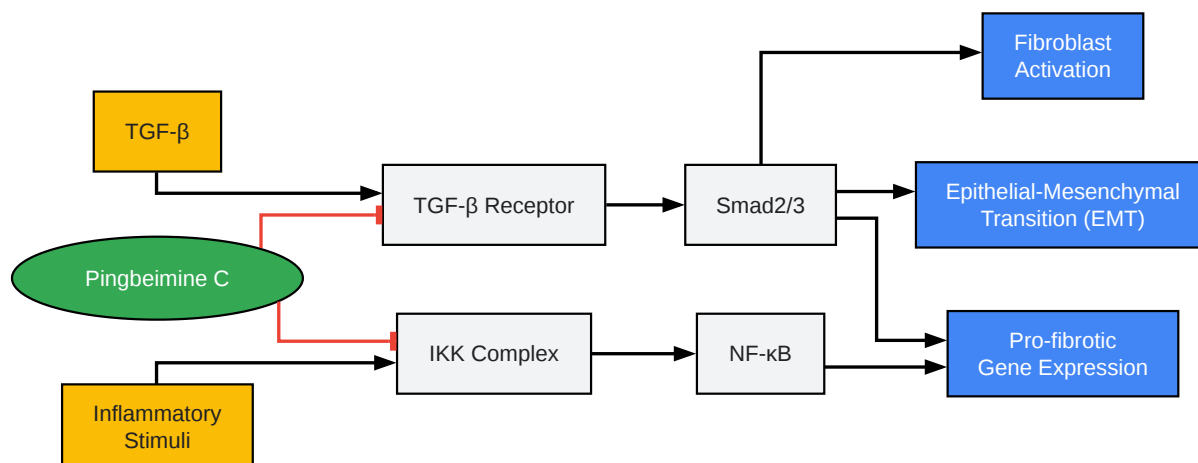 Fibroblast
Activation
TGF-β
TGF-β Receptor
Smad2/3
Epithelial-Mesenchymal
Transition (EMT)
Pingbeimine C
IKK Complex
NF-κB
Pro-fibrotic
Gene Expression
Inflammatory
Stimuli